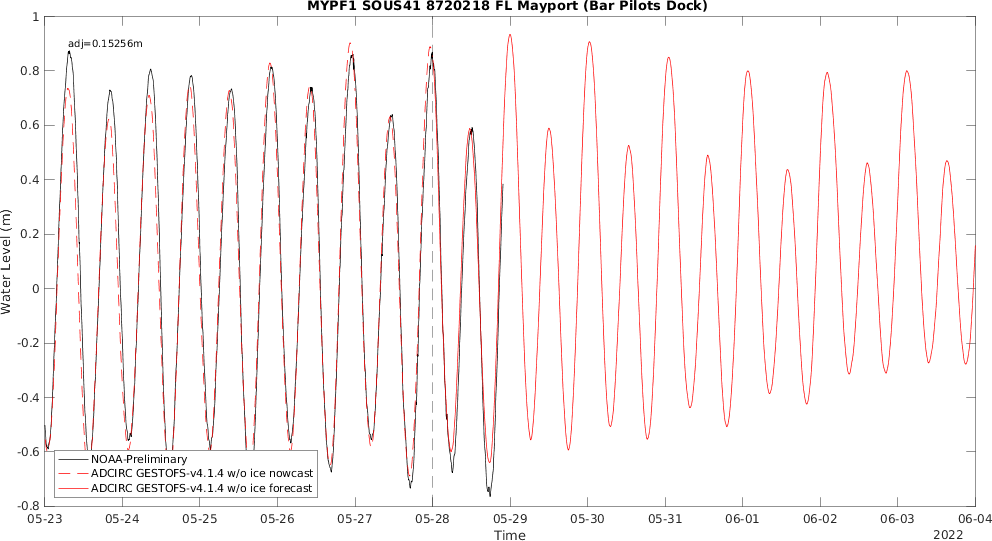 MYPF1 SOUS41 8720218 FL Mayport (Bar Pilots Dock)
adj=0.15256m
1
0.8
0.6
0.4
0.2
0
-0.2
-0.4
-0.6
-0.8
Water Level (m)
NOAA-Preliminary
ADCIRC GESTOFS-v4.1.4 w/o ice nowcast
ADCIRC GESTOFS-v4.1.4 w/o ice forecast
05-23 05-24 05-25 05-26 05-27 05-28 05-29 05-30 05-31 06-01 06-02 06-03 06-04
Time
2022